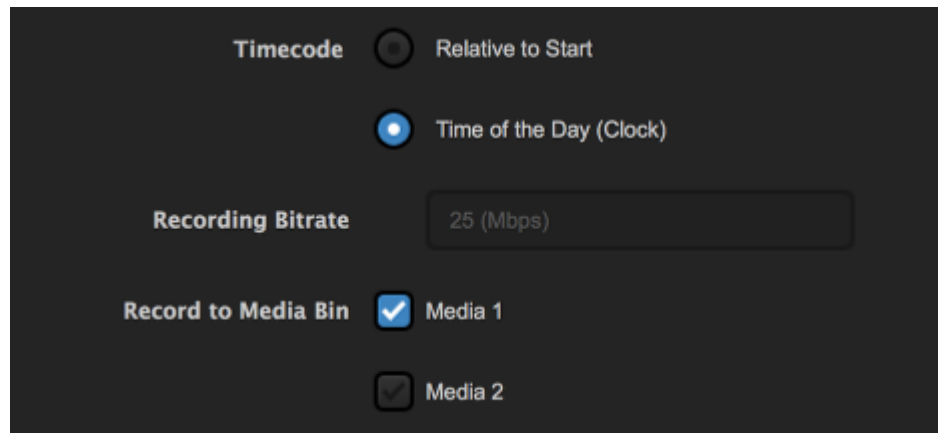 Timecode Relative to Start
Time of the Day (Clock)
Recording Bitrate 25 (Mbps)
Record to Media Bin Media 1
Media 2